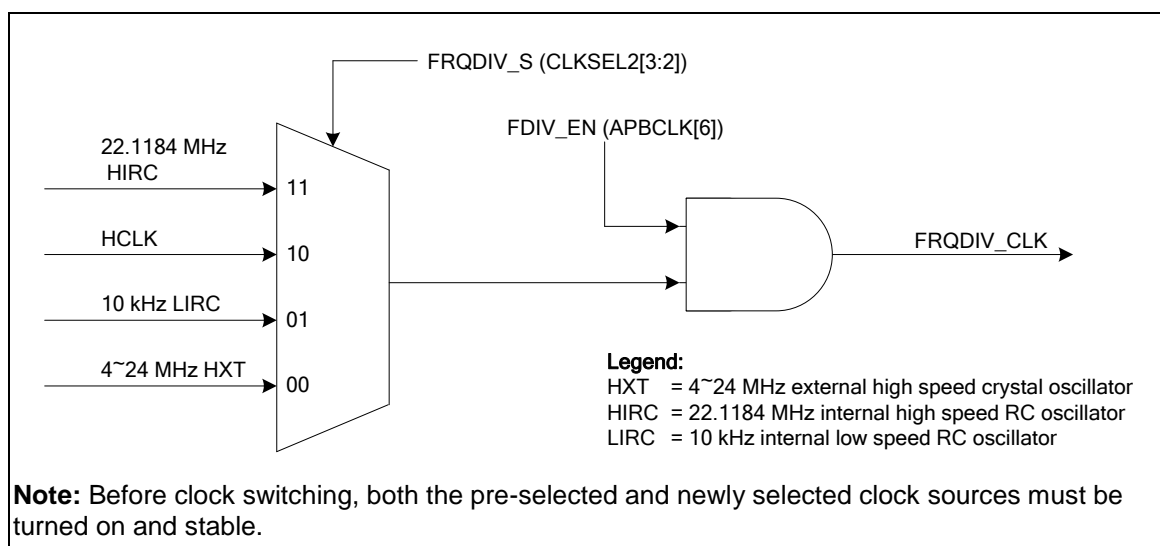 FRQDIV_S (CLKSEL2[3:2])
FDIV_EN (APBCLK[6])
22.1184 MHz
HIRC
11
HCLK
10
10 kHz LIRC
01
4~24 MHz HXT
00
FRQDIV_CLK
Legend:
HXT = 4~24 MHz external high speed crystal oscillator
HIRC = 22.1184 MHz internal high speed RC oscillator
LIRC = 10 kHz internal low speed RC oscillator
Note: Before clock switching, both the pre-selected and newly selected clock sources must be
turned on and stable.